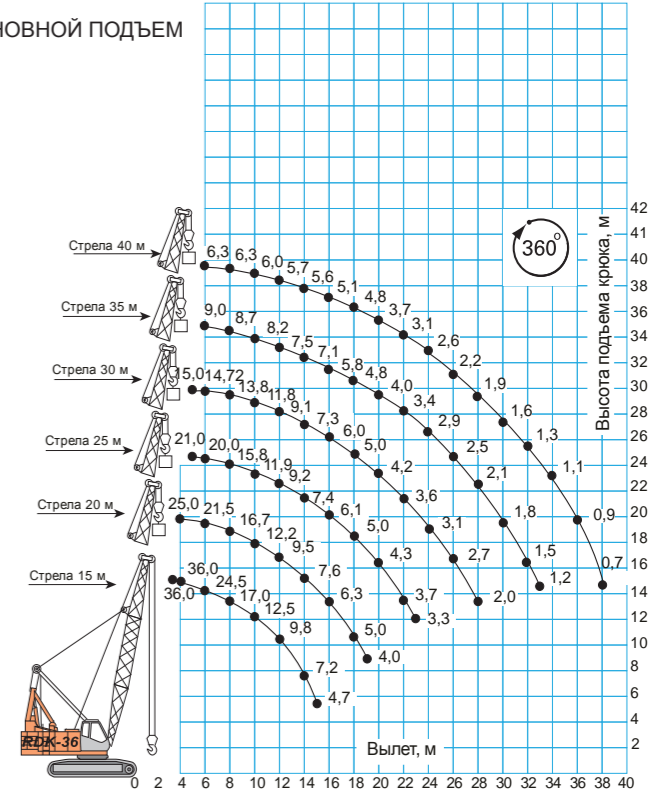 НОВНОЙ ПОДЪЕМ
42
41
40
38
36
34
32
30
28
26
24
22
20
18
16
14
12
10
8
6
4
2
Высота подъема крюка, м
360°
Стрела 40 м
6,3 6,3 6,0 5,7 5,6 5,1 4,8 3,7 3,1 2,6 2,2 1,9 1,6 1,3 1,1 0,9 0,7
Стрела 35 м
9,0 8,7 8,2 7,5 7,1 5,8 4,8 4,0 3,4 2,9 2,5 2,1 1,8 1,5 1,2
Стрела 30 м
15,0 14,72 13,8 11,8 9,1 7,3 6,0 5,0 4,2 3,6 3,1 2,7 2,0
Стрела 25 м
21,0 20,0 15,8 11,9 9,2 7,4 6,1 5,0 4,3 3,7 3,3
Стрела 20 м
25,0 21,5 16,7 12,2 9,5 7,6 6,3 5,0 4,0
Стрела 15 м
36,0 36,0 24,5 17,0 12,5 9,8 7,2 4,7
RDK-36
Вылет, м
0 2 4 6 8 10 12 14 16 18 20 22 24 26 28 30 32 34 36 38 40